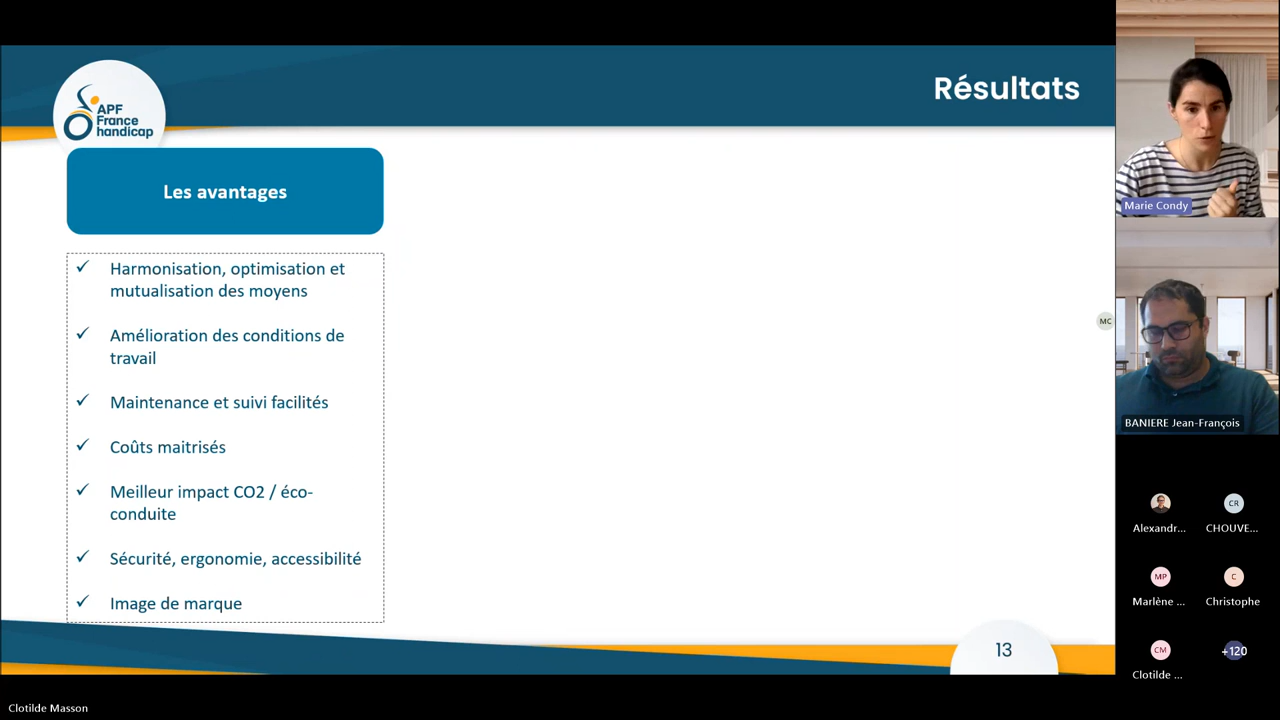 Résultats
APF
France
handicap
Les avantages
✓ Harmonisation, optimisation et
mutualisation des moyens
✓ Amélioration des conditions de
travail
✓ Maintenance et suivi facilités
✓ Coûts maitrisés
✓ Meilleur impact CO2 / éco-
conduite
✓ Sécurité, ergonomie, accessibilité
✓ Image de marque
13
Marie Condy
MC
BANIERE Jean-François
Alexandr...
CR
CHOUVE...
MP
Marlène ...
C
Christophe
CM
Clotilde ...
+120
Clotilde Masson